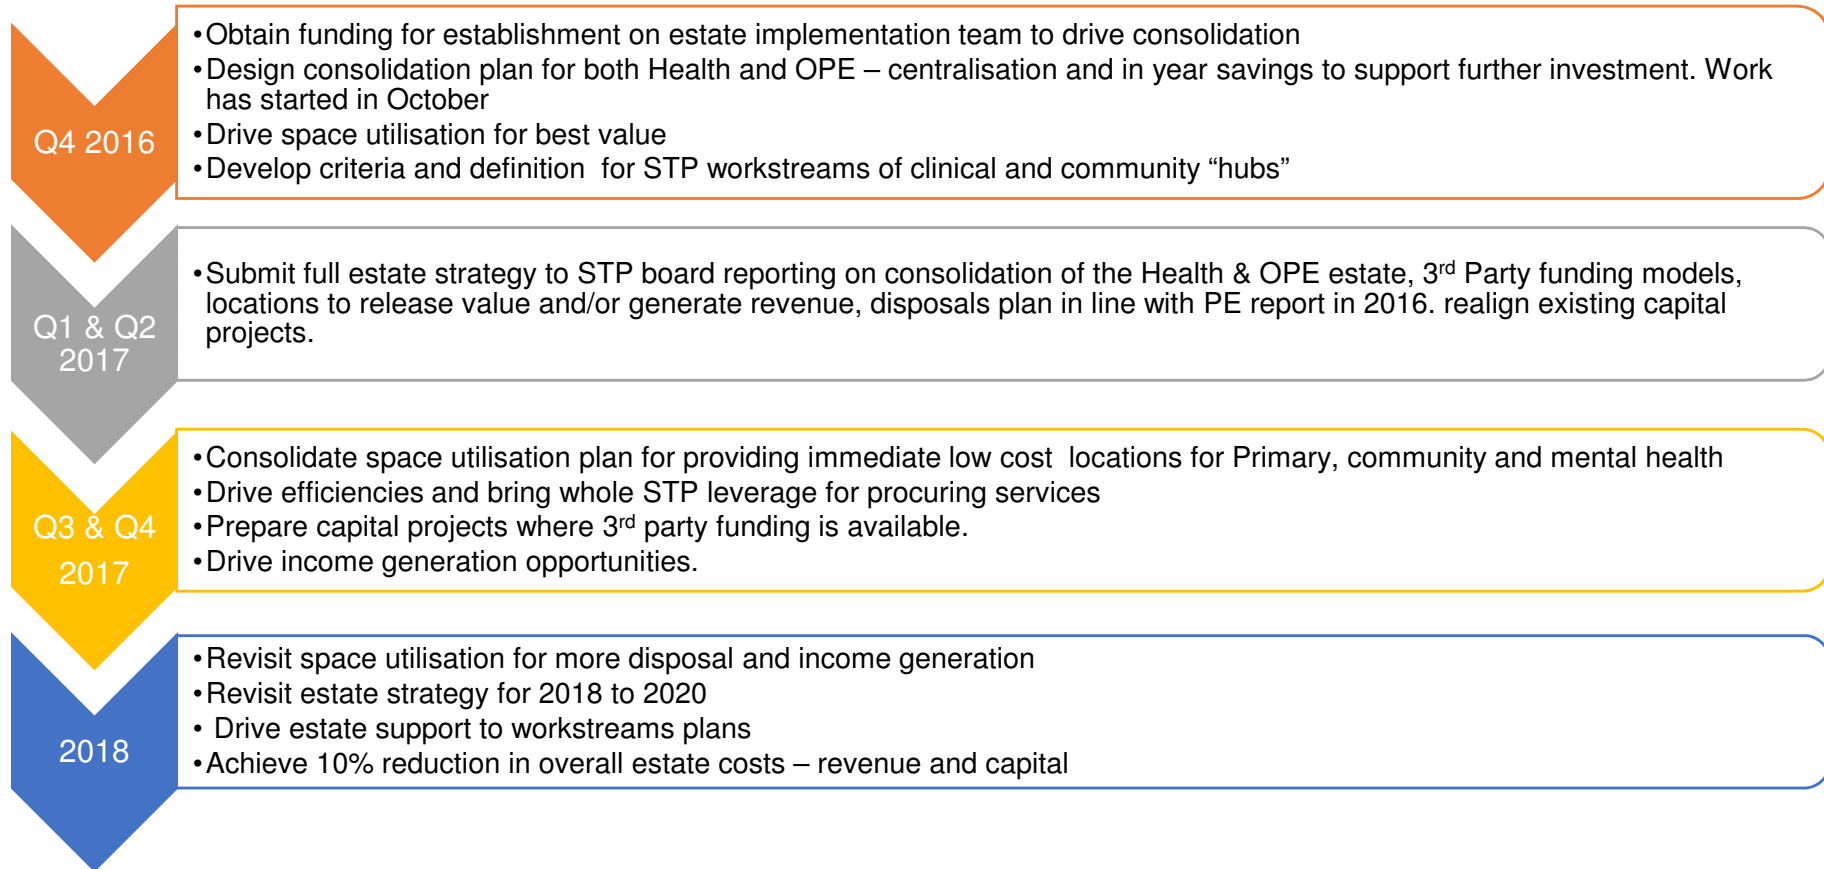 Q4 2016
•Obtain funding for establishment on estate implementation team to drive consolidation
•Design consolidation plan for both Health and OPE – centralisation and in year savings to support further investment. Work
has started in October
•Drive space utilisation for best value
•Develop criteria and definition  for STP workstreams of clinical and community “hubs”
Q1 & Q2
2017
•Submit full estate strategy to STP board reporting on consolidation of the Health & OPE estate, 3rd Party funding models,
locations to release value and/or generate revenue, disposals plan in line with PE report in 2016. realign existing capital
projects.
Q3 & Q4
2017
•Consolidate space utilisation plan for providing immediate low cost  locations for Primary, community and mental health
•Drive efficiencies and bring whole STP leverage for procuring services
•Prepare capital projects where 3rd party funding is available.
•Drive income generation opportunities.
2018
•Revisit space utilisation for more disposal and income generation
•Revisit estate strategy for 2018 to 2020
• Drive estate support to workstreams plans
•Achieve 10% reduction in overall estate costs – revenue and capital